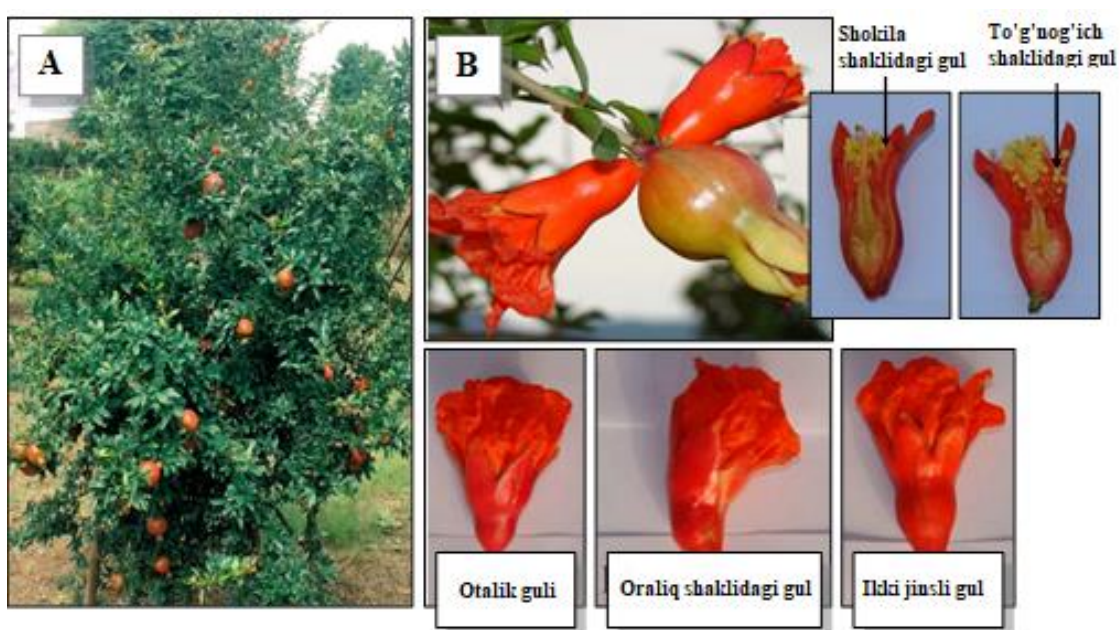 A
B
Shokila
shaklidagi gul
To'g'nog'ich
shaklidagi gul
Otalik guli
Oraliq shaklidagi gul
Ikki jinsli gul